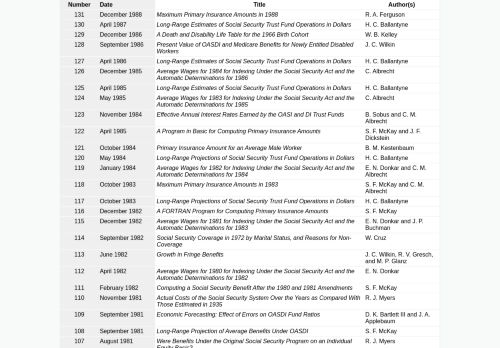 Number Date Title Author(s)
131 December 1988 Maximum Primary Insurance Amounts in 1988 R. A. Ferguson
130 April 1987 Long-Range Estimates of Social Security Trust Fund Operations in Dollars H. C. Ballantyne
129 December 1986 A Death and Disability Life Table for the 1966 Birth Cohort W. B. Kelley
128 September 1986 Present Value of OASDI and Medicare Benefits for Newly Entitled Disabled J. C. Wilkin
Workers
127 April 1986 Long-Range Estimates of Social Security Trust Fund Operations in Dollars H. C. Ballantyne
126 December 1985 Average Wages for 1984 for Indexing Under the Social Security Act and the C. Albrecht
Automatic Determinations for 1986
125 April 1985 Long-Range Estimates of Social Security Trust Fund Operations in Dollars H. C. Ballantyne
124 May 1985 Average Wages for 1983 for Indexing Under the Social Security Act and the C. Albrecht
Automatic Determinations for 1985
123 November 1984 Effective Annual Interest Rates Earned by the OASI and DI Trust Funds B. Sobus and C. M.
Albrecht
122 April 1985 A Program in Basic for Computing Primary Insurance Amounts S. F. McKay and J. F.
Dickstein
121 October 1984 Primary Insurance Amount for an Average Male Worker B. M. Kestenbaum
120 May 1984 Long-Range Projections of Social Security Trust Fund Operations in Dollars H. C. Ballantyne
119 January 1984 Average Wages for 1982 for Indexing Under the Social Security Act and the E. N. Donkar and C. M.
Automatic Determinations for 1984 Albrecht
118 October 1983 Maximum Primary Insurance Amounts in 1983 S. F. McKay and C. M.
Albrecht
117 October 1983 Long-Range Projections of Social Security Trust Fund Operations in Dollars H. C. Ballantyne
116 December 1982 A FORTRAN Program for Computing Primary Insurance Amounts S. F. McKay
115 December 1982 Average Wages for 1981 for Indexing Under the Social Security Act and the E. N. Donkar and J. P.
Automatic Determinations for 1983 Buchman
114 September 1982 Social Security Coverage in 1972 by Marital Status, and Reasons for Non- W. Cruz
Coverage
113 June 1982 Growth in Fringe Benefits J. C. Wilkin, R. V. Gresch,
and M. P. Glanz
112 April 1982 Average Wages for 1980 for Indexing Under the Social Security Act and the E. N. Donkar
Automatic Determinations for 1982
111 February 1982 Computing a Social Security Benefit After the 1980 and 1981 Amendments S. F. McKay
110 November 1981 Actual Costs of the Social Security System Over the Years as Compared With R. J. Myers
Those Estimated in 1935
109 September 1981 Economic Forecasting: Effect of Errors on OASDI Fund Ratios D. K. Bartlett III and J. A.
Applebaum
108 September 1981 Long-Range Projection of Average Benefits Under OASDI S. F. McKay
107 August 1981 Were Benefits Under the Original Social Security Program on an Individual R. J. Myers
Equity Basis?